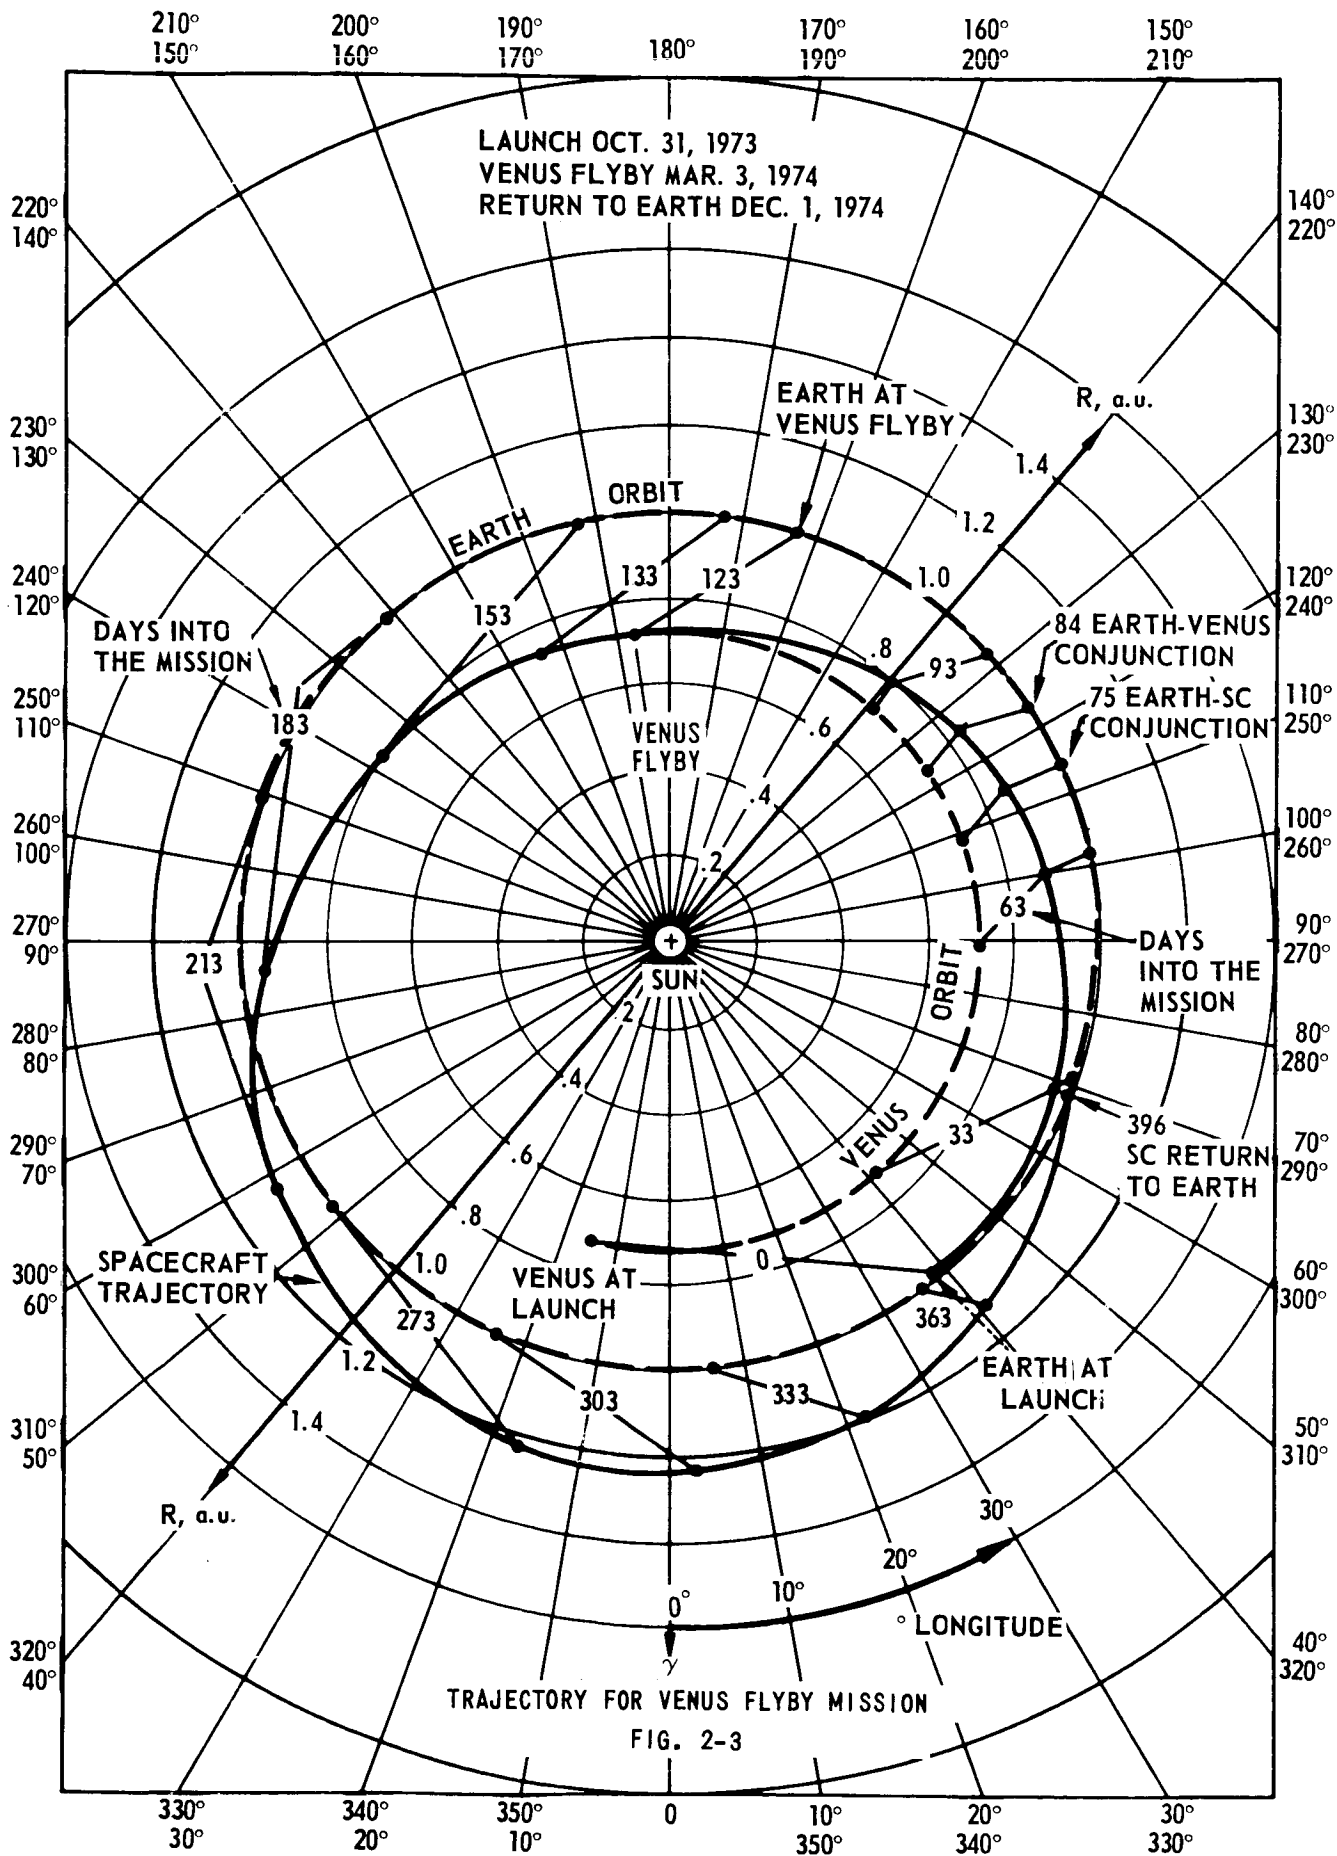 210° 200° 190° 170° 160° 150°
150° 160° 170° 180° 190° 200° 210°
LAUNCH OCT. 31, 1973
VENUS FLYBY MAR. 3, 1974
RETURN TO EARTH DEC. 1, 1974
220°
140°
140°
220°
EARTH AT
VENUS FLYBY
R, a.u.
230°
130°
130°
230°
1.4
1.2
1.0
.8
.6
.4
.2
ORBIT
EARTH
240°
120°
120°
240°
153
133
123
93
DAYS INTO
THE MISSION
183
84 EARTH-VENUS
CONJUNCTION
75 EARTH-SC
CONJUNCTION
250°
110°
110°
250°
VENUS
FLYBY
260°
100°
100°
260°
63
270°
90°
90°
270°
213
SUN
ORBIT
DAYS
INTO THE
MISSION
280°
80°
80°
280°
.2
.4
.6
.8
1.0
1.2
1.4
VENUS
33
396
SC RETURN
TO EARTH
290°
70°
70°
290°
SPACECRAFT
TRAJECTORY
VENUS AT
LAUNCH
0
300°
60°
60°
300°
273
363
303
333
EARTH AT
LAUNCH
310°
50°
50°
310°
R, a.u.
30°
20°
10°
0°
° LONGITUDE
γ
320°
40°
40°
320°
TRAJECTORY FOR VENUS FLYBY MISSION
FIG. 2-3
330° 340° 350° 0 10° 20° 30°
30° 20° 10° 350° 340° 330°